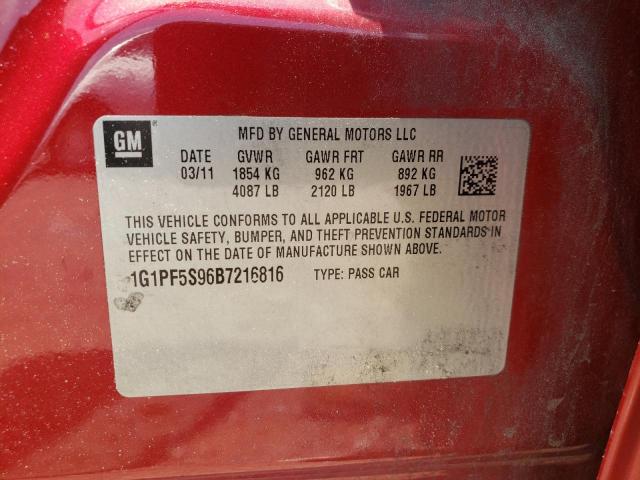 GM ® MFD BY GENERAL MOTORS LLC
DATE GVWR GAWR FRT GAWR RR
03/11 1854 KG 962 KG 892 KG
4087 LB 2120 LB 1967 LB
THIS VEHICLE CONFORMS TO ALL APPLICABLE U.S. FEDERAL MOTOR
VEHICLE SAFETY, BUMPER, AND THEFT PREVENTION STANDARDS IN
EFFECT ON THE DATE OF MANUFACTURE SHOWN ABOVE.
1G1PF5S96B7216816 TYPE: PASS CAR